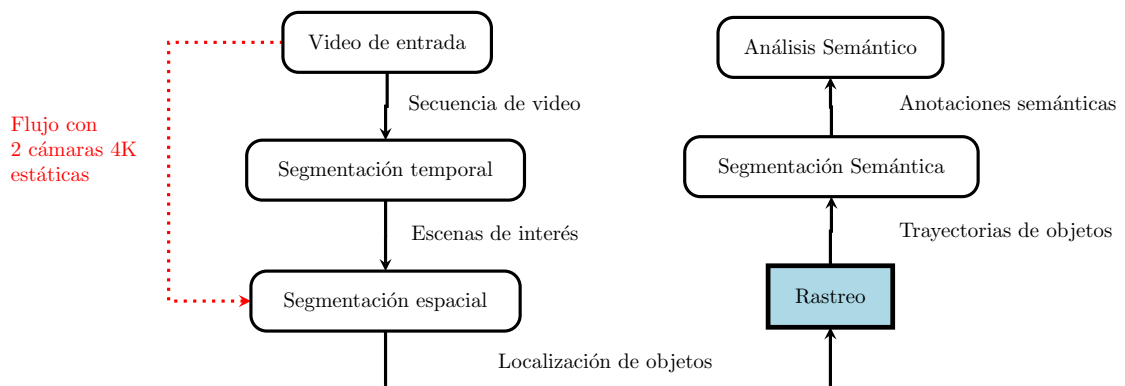 Video de entrada
Secuencia de video
Flujo con
2 cámaras 4K
estáticas
Segmentación temporal
Escenas de interés
Segmentación espacial
Localización de objetos
Rastreo
Trayectorias de objetos
Segmentación Semántica
Anotaciones semánticas
Análisis Semántico